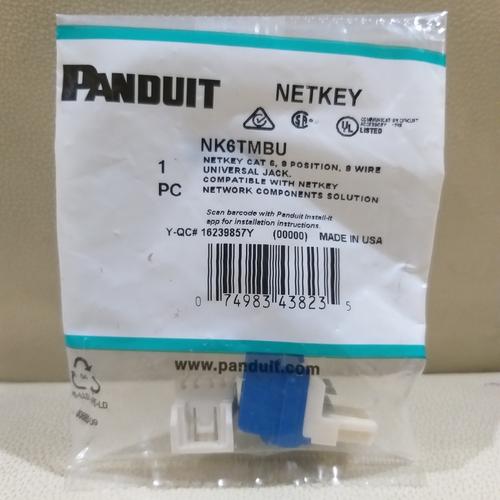 PANDUIT NETKEY
LISTED
NK6TMBU
1 PC
NETKEY CAT 6, 8 POSITION, 8 WIRE
UNIVERSAL JACK.
COMPATIBLE WITH NETKEY
NETWORK COMPONENTS SOLUTION
Scan barcode with Panduit Install-It
app for installation instructions.
Y-QC# 16239857Y (00000) MADE IN USA
0 74983 43823 5
www.panduit.com